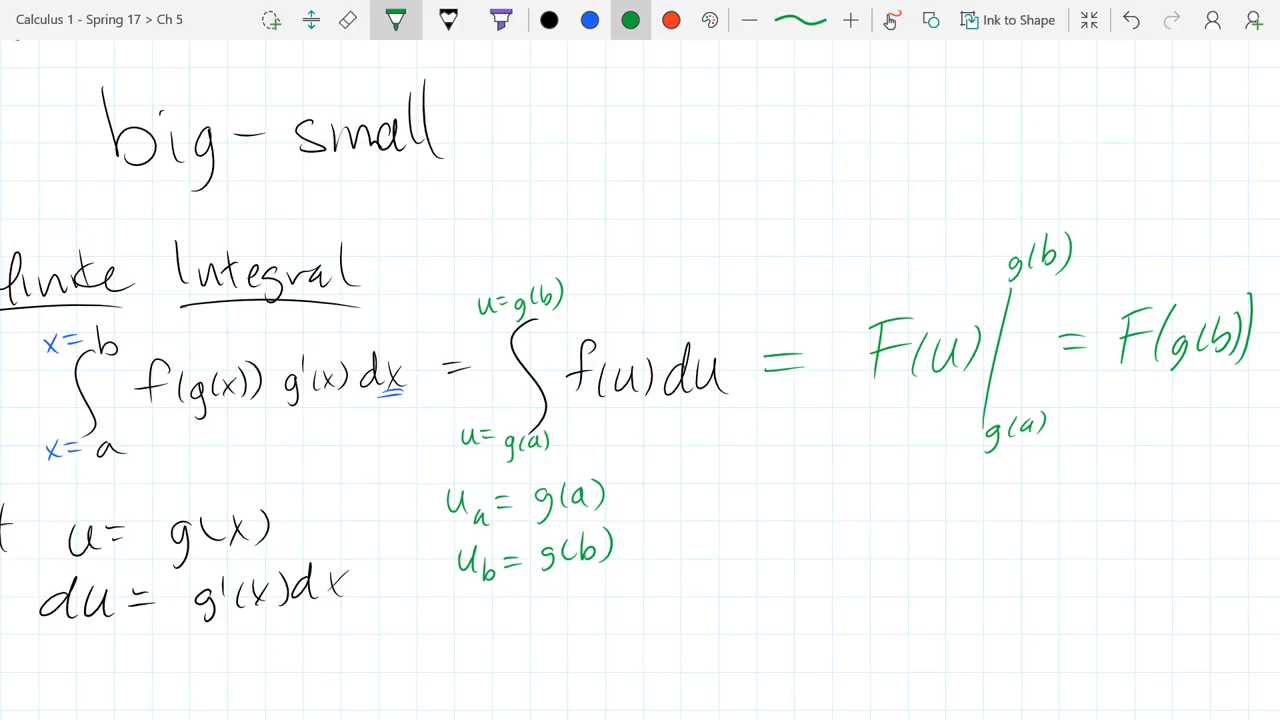 Calculus 1 - Spring 17 > Ch 5
Ink to Shape
big - small
finite Integral
∫_{x=a}^{x=b} f(g(x)) g'(x) dx = ∫_{u=g(a)}^{u=g(b)} f(u) du = F(u) |_{g(a)}^{g(b)} = F(g(b))
u_a = g(a)
u = g(x)
u_b = g(b)
du = g'(x)dx